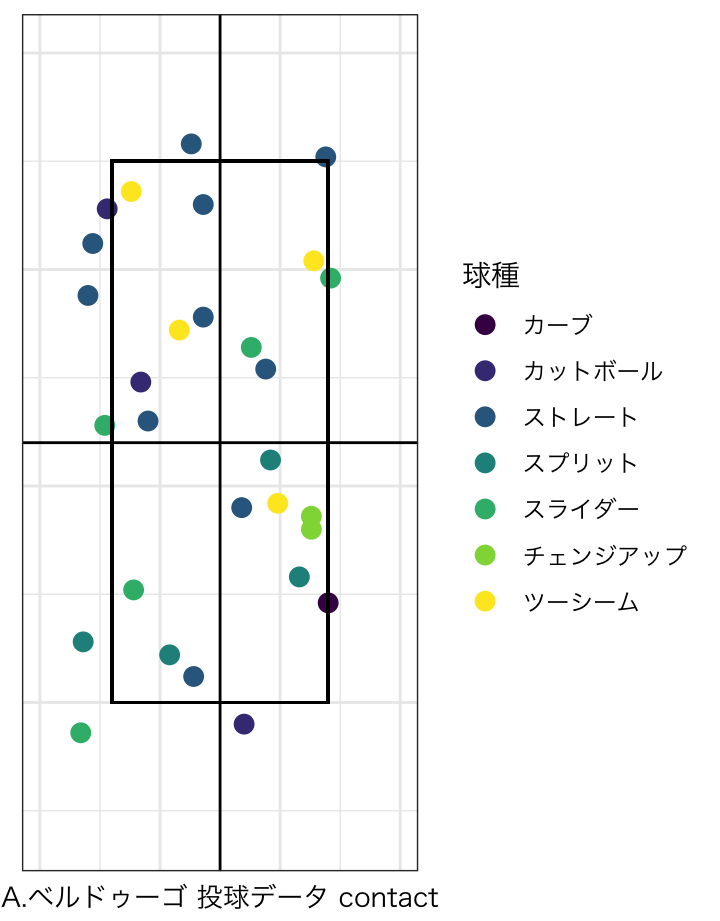 球種
カーブ
カットボール
ストレート
スプリット
スライダー
チェンジアップ
ツーシーム
A.ベルドゥーゴ 投球データ contact